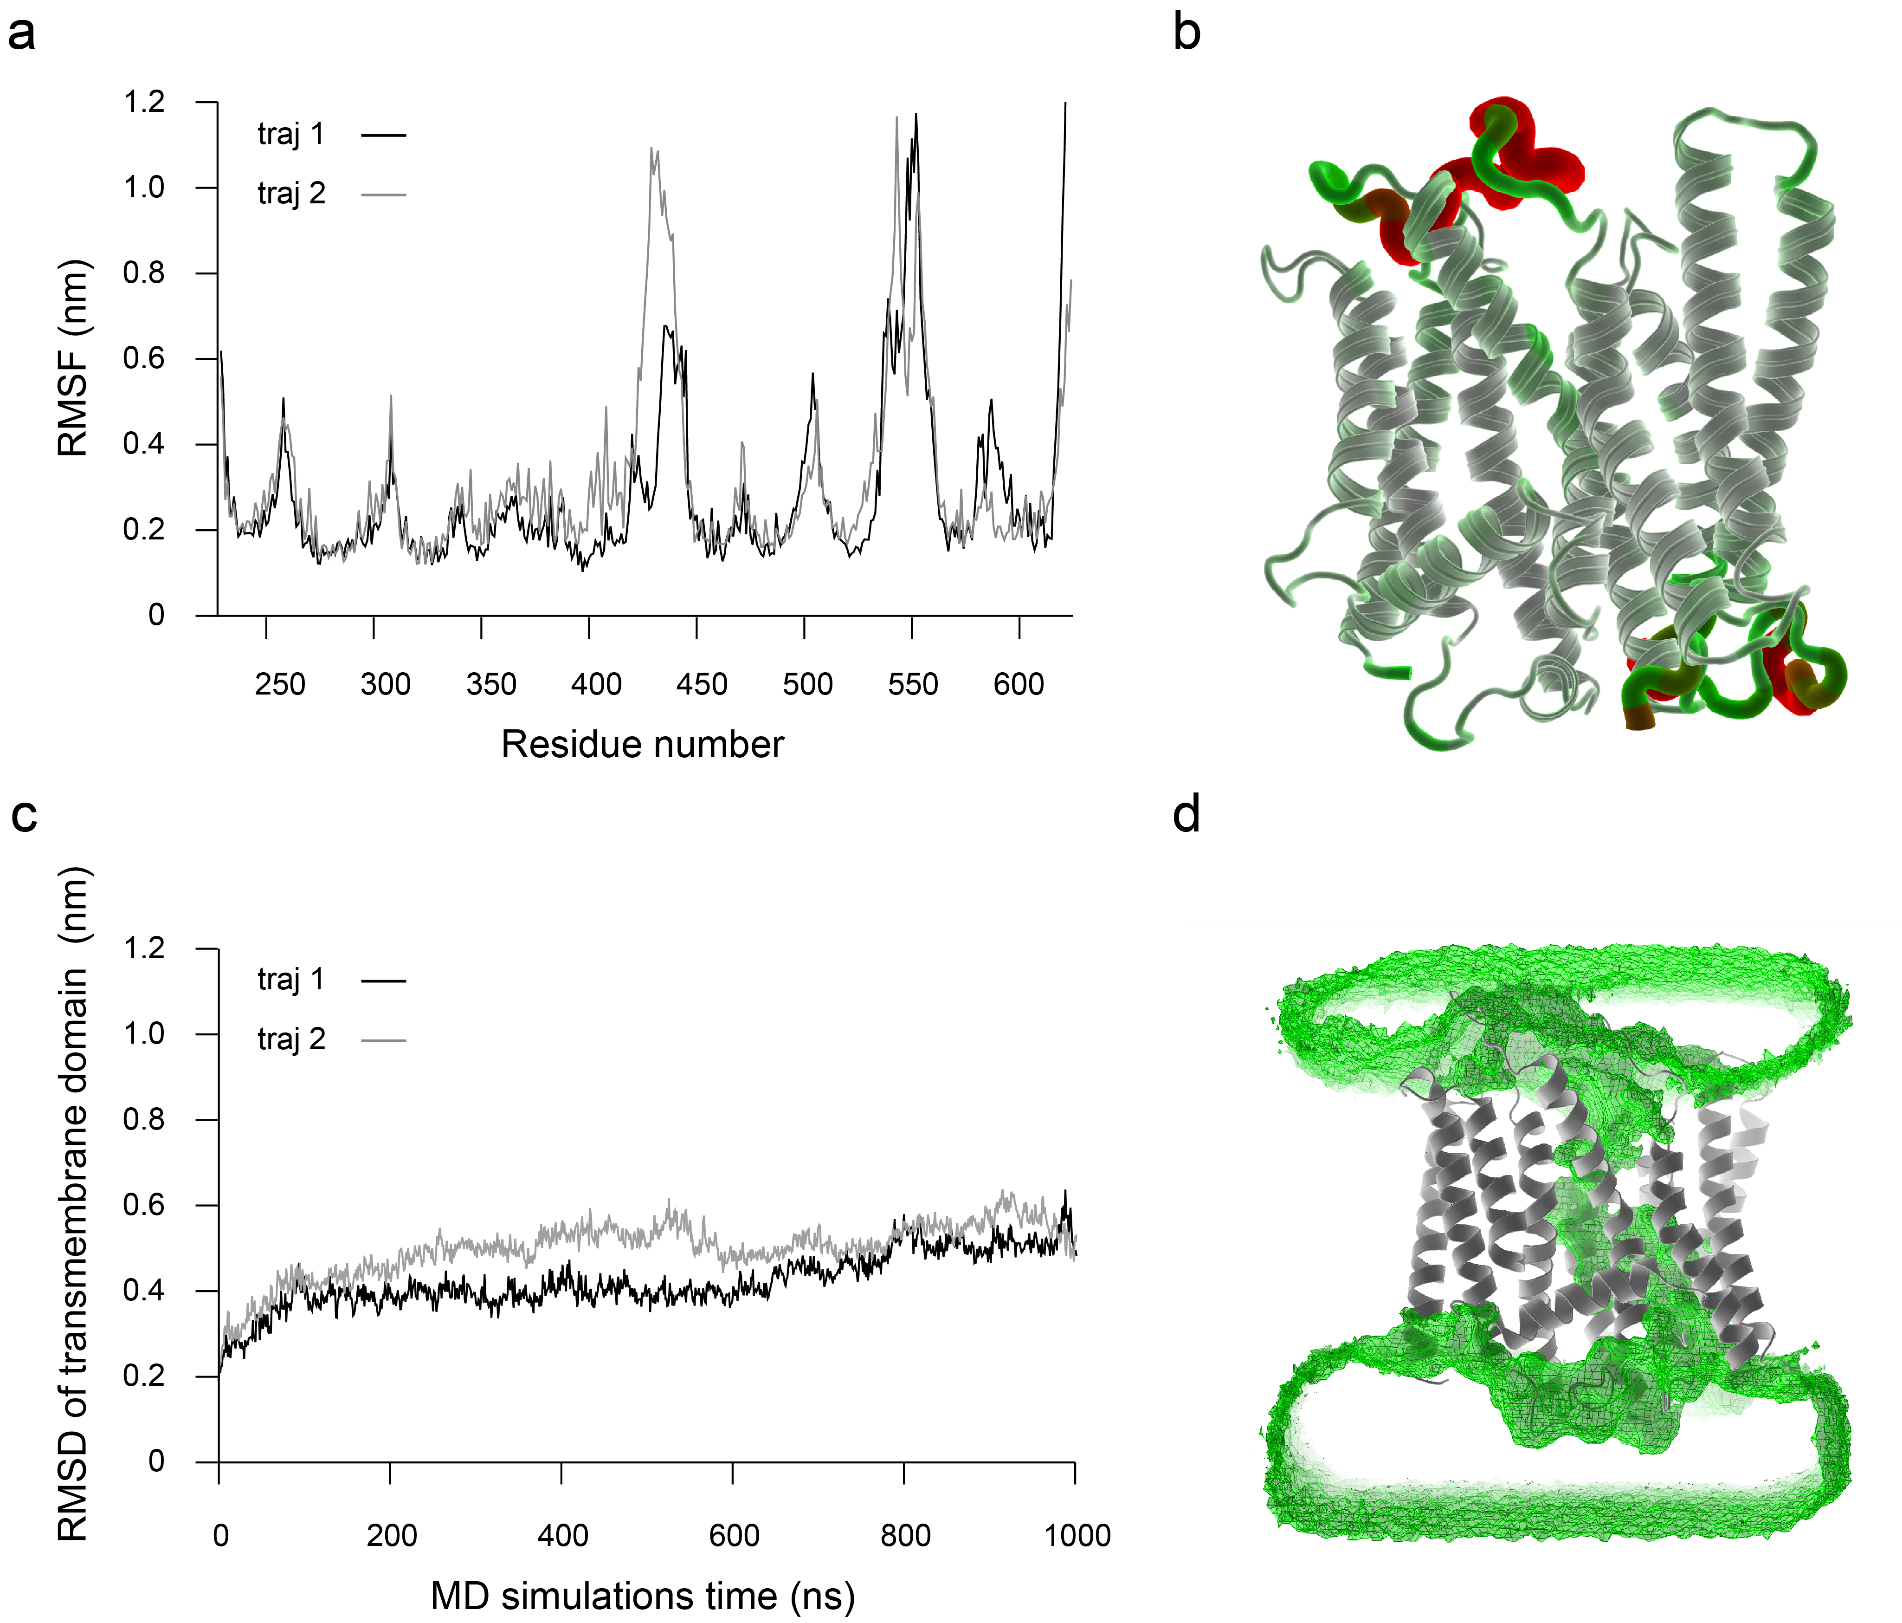 a
1.2
1.0
0.8
0.6
0.4
0.2
0
RMSF (nm)
traj 1
traj 2
250 300 350 400 450 500 550 600
Residue number
b
c
1.2
1.0
0.8
0.6
0.4
0.2
0
RMSD of transmembrane domain (nm)
traj 1
traj 2
0 200 400 600 800 1000
MD simulations time (ns)
d